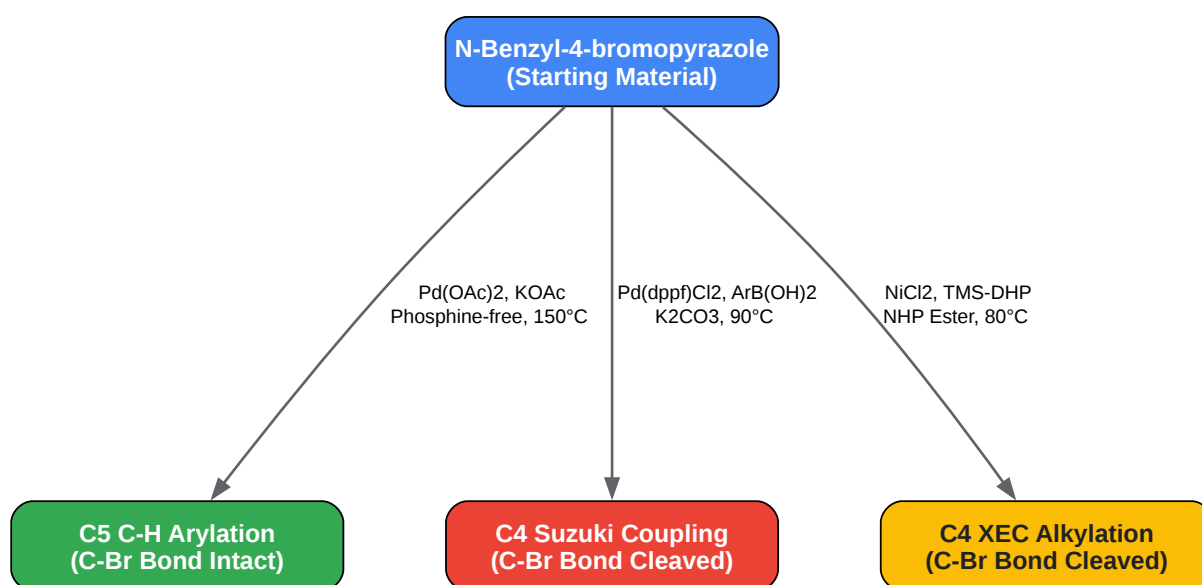 N-Benzyl-4-bromopyrazole
(Starting Material)
Pd(OAc)2, KOAc
Phosphine-free, 150°C
Pd(dppf)Cl2, ArB(OH)2
K2CO3, 90°C
NiCl2, TMS-DHP
NHP Ester, 80°C
C5 C-H Arylation
(C-Br Bond Intact)
C4 Suzuki Coupling
(C-Br Bond Cleaved)
C4 XEC Alkylation
(C-Br Bond Cleaved)